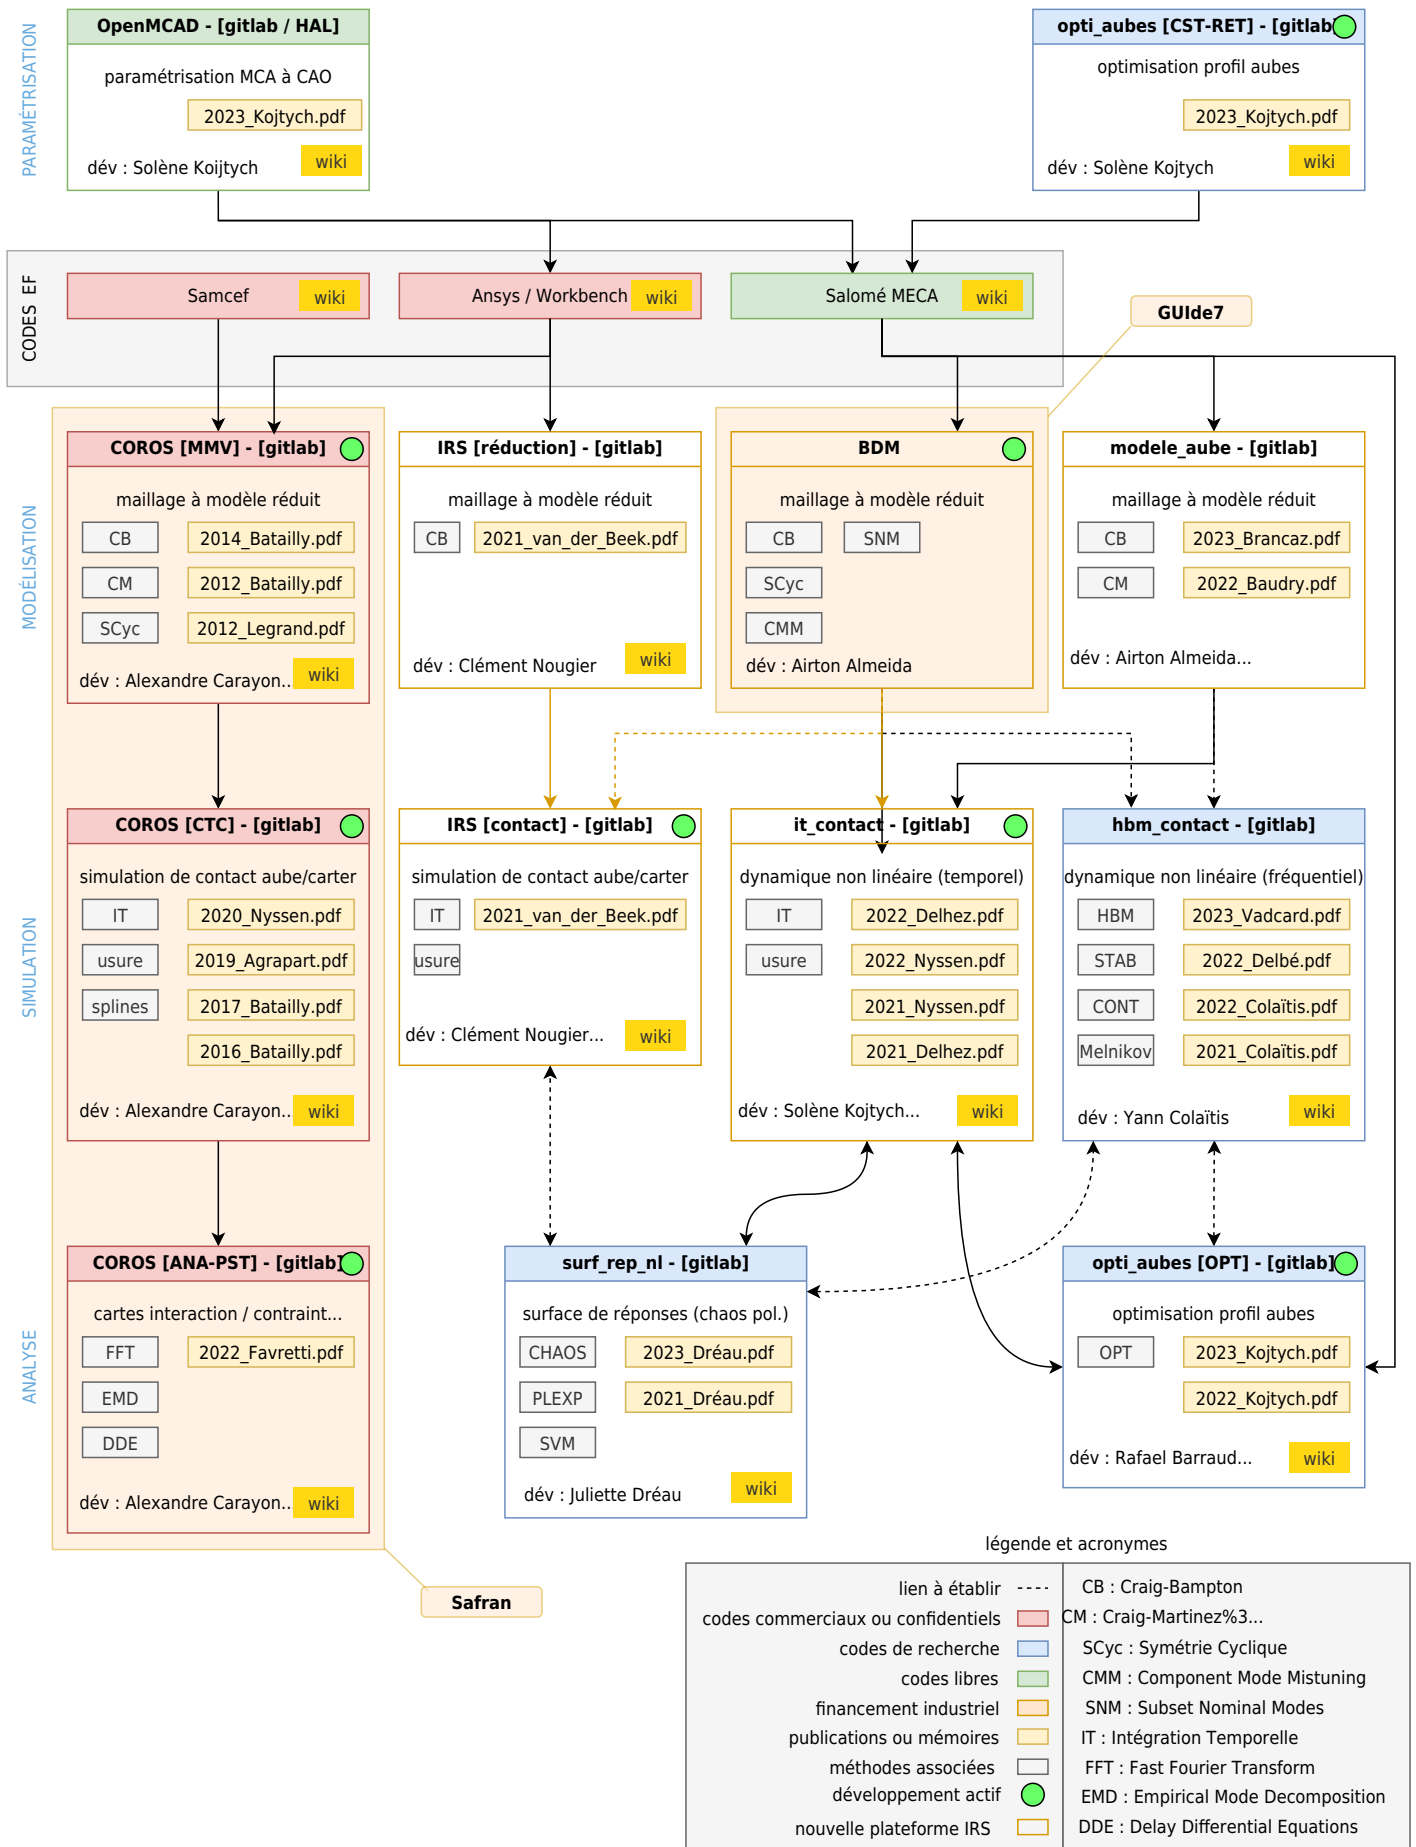 PARAMÉTRISATION
OpenMCAD - [gitlab / HAL]
paramétrisation MCA à CAO
2023_Kojtych.pdf
wiki
dév : Solène Koijtych
opti_aubes [CST-RET] - [gitlab]
optimisation profil aubes
2023_Kojtych.pdf
wiki
dév : Solène Kojtych
CODES EF
Samcef
wiki
Ansys / Workbench
wiki
Salomé MECA
wiki
GUIde7
MODÉLISATION
COROS [MMV] - [gitlab]
maillage à modèle réduit
CB
2014_Batailly.pdf
CM
2012_Batailly.pdf
SCyc
2012_Legrand.pdf
dév : Alexandre Carayon...
wiki
IRS [réduction] - [gitlab]
maillage à modèle réduit
CB
2021_van_der_Beek.pdf
dév : Clément Nougier
wiki
BDM
maillage à modèle réduit
CB
SNM
SCyc
CMM
dév : Airton Almeida
modele_aube - [gitlab]
maillage à modèle réduit
CB
2023_Brancaz.pdf
CM
2022_Baudry.pdf
dév : Airton Almeida...
SIMULATION
COROS [CTC] - [gitlab]
simulation de contact aube/carter
IT
2020_Nyssen.pdf
usure
2019_Agrapart.pdf
splines
2017_Batailly.pdf
2016_Batailly.pdf
dév : Alexandre Carayon...
wiki
IRS [contact] - [gitlab]
simulation de contact aube/carter
IT
2021_van_der_Beek.pdf
usure
dév : Clément Nougier...
wiki
it_contact - [gitlab]
dynamique non linéaire (temporel)
IT
2022_Delhez.pdf
usure
2022_Nyssen.pdf
2021_Nyssen.pdf
2021_Delhez.pdf
dév : Solène Kojtych...
wiki
hbm_contact - [gitlab]
dynamique non linéaire (fréquentiel)
HBM
2023_Vadcard.pdf
STAB
2022_Delbé.pdf
CONT
2022_Colaïtis.pdf
Melnikov
2021_Colaïtis.pdf
dév : Yann Colaïtis
wiki
ANALYSE
COROS [ANA-PST] - [gitlab]
cartes interaction / contraint...
FFT
2022_Favretti.pdf
EMD
DDE
dév : Alexandre Carayon...
wiki
surf_rep_nl - [gitlab]
surface de réponses (chaos pol.)
CHAOS
2023_Dréau.pdf
PLEXP
2021_Dréau.pdf
SVM
dév : Juliette Dréau
wiki
opti_aubes [OPT] - [gitlab]
optimisation profil aubes
OPT
2023_Kojtych.pdf
2022_Kojtych.pdf
dév : Rafael Barraud...
wiki
Safran
légende et acronymes
lien à établir
codes commerciaux ou confidentiels
codes de recherche
codes libres
financement industriel
publications ou mémoires
méthodes associées
développement actif
nouvelle plateforme IRS
CB : Craig-Bampton
CM : Craig-Martinez%3...
SCyc : Symétrie Cyclique
CMM : Component Mode Mistuning
SNM : Subset Nominal Modes
IT : Intégration Temporelle
FFT : Fast Fourier Transform
EMD : Empirical Mode Decomposition
DDE : Delay Differential Equations